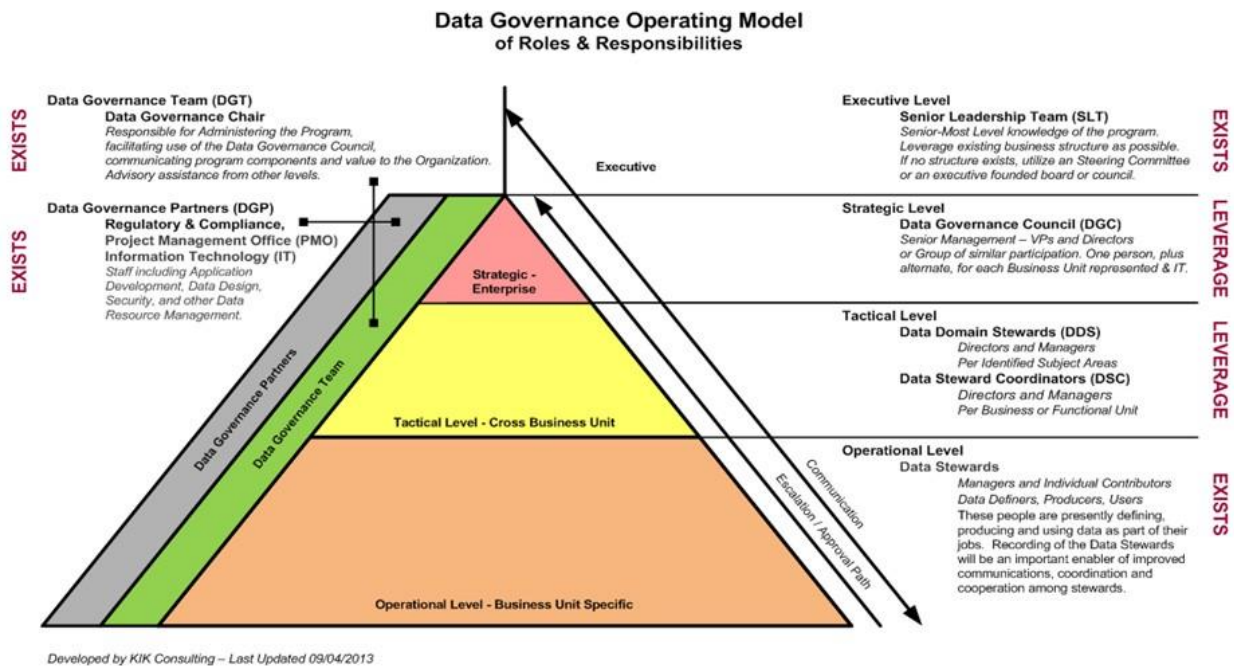 Data Governance Operating Model
of Roles & Responsibilities
EXISTS
Data Governance Team (DGT)
Data Governance Chair
Responsible for Administering the Program,
facilitating use of the Data Governance Council,
communicating program components and value to the Organization.
Advisory assistance from other levels.
EXISTS
Data Governance Partners (DGP)
Regulatory & Compliance,
Project Management Office (PMO)
Information Technology (IT)
Staff including Application
Development, Data Design,
Security, and other Data
Resource Management.
Data Governance Partners
Data Governance Team
Executive
Strategic -
Enterprise
Tactical Level - Cross Business Unit
Operational Level - Business Unit Specific
Communication
Escalation / Approval Path
Executive Level
Senior Leadership Team (SLT)
Senior-Most Level knowledge of the program.
Leverage existing business structure as possible.
If no structure exists, utilize an Steering Committee
or an executive founded board or council.
EXISTS
Strategic Level
Data Governance Council (DGC)
Senior Management – VPs and Directors
or Group of similar participation. One person, plus
alternate, for each Business Unit represented & IT.
LEVERAGE
Tactical Level
Data Domain Stewards (DDS)
Directors and Managers
Per Identified Subject Areas
Data Steward Coordinators (DSC)
Directors and Managers
Per Business or Functional Unit
LEVERAGE
Operational Level
Data Stewards
Managers and Individual Contributors
Data Definers, Producers, Users
These people are presently defining,
producing and using data as part of their
jobs. Recording of the Data Stewards
will be an important enabler of improved
communications, coordination and
cooperation among stewards.
EXISTS
Developed by KIK Consulting – Last Updated 09/04/2013